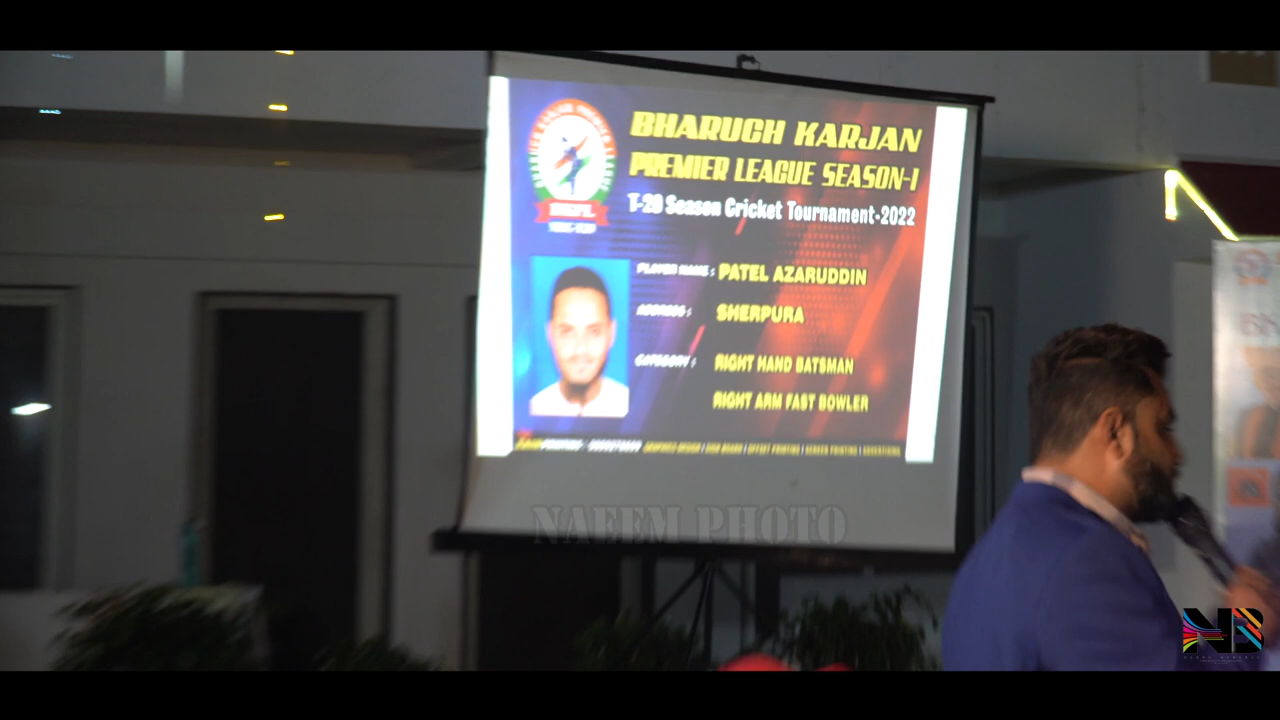 BHARUCH KARJAN
PREMIER LEAGUE SEASON-1
T-20 Season Cricket Tournament-2022
PLAYER NAME : PATEL AZARUDDIN
ADDRESS : SHERPURA
CATEGORY : RIGHT HAND BATSMAN
RIGHT ARM FAST BOWLER
NAEEM PHOTO
NB